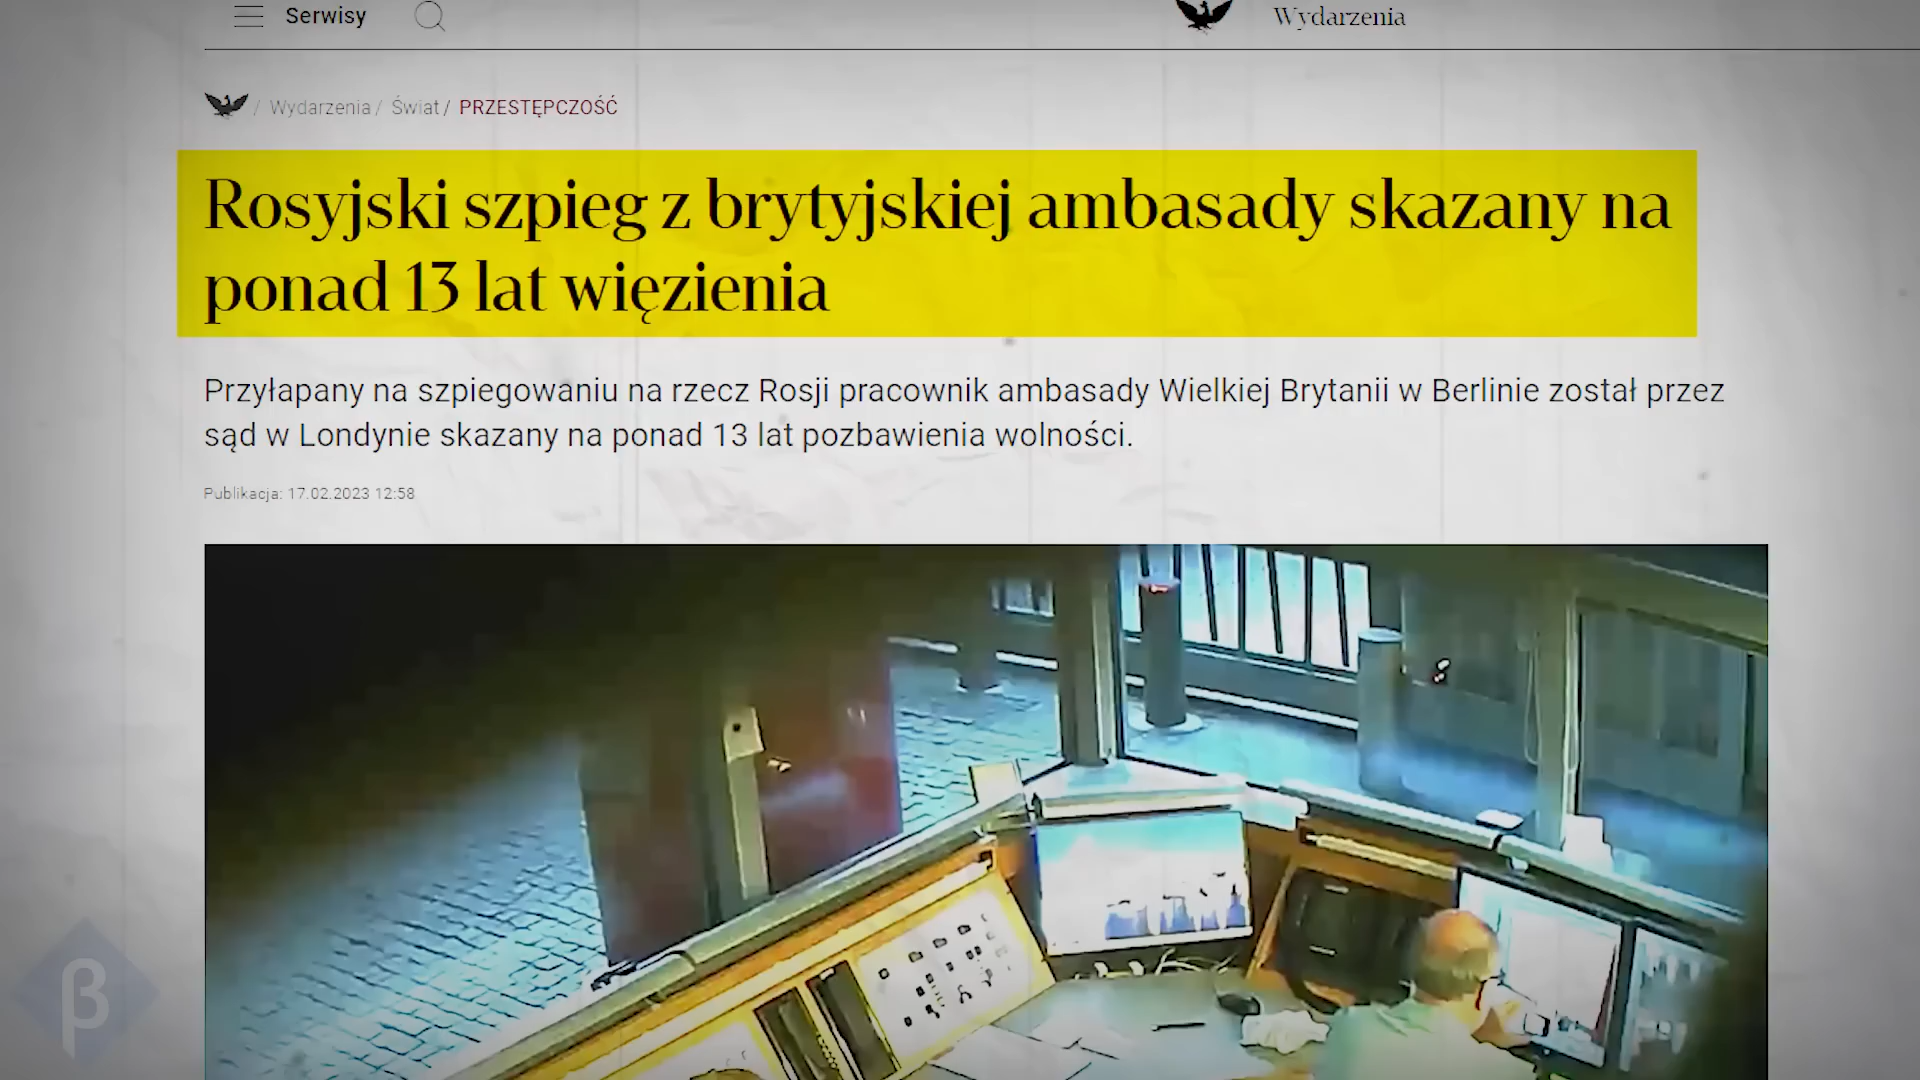 Serwisy
Wydarzenia
/ Wydarzenia / Świat / PRZESTĘPCZOŚĆ
Rosyjski szpieg z brytyjskiej ambasady skazany na
ponad 13 lat więzienia
Przyłapany na szpiegowaniu na rzecz Rosji pracownik ambasady Wielkiej Brytanii w Berlinie został przez
sąd w Londynie skazany na ponad 13 lat pozbawienia wolności.
Publikacja: 17.02.2023 12:58
β